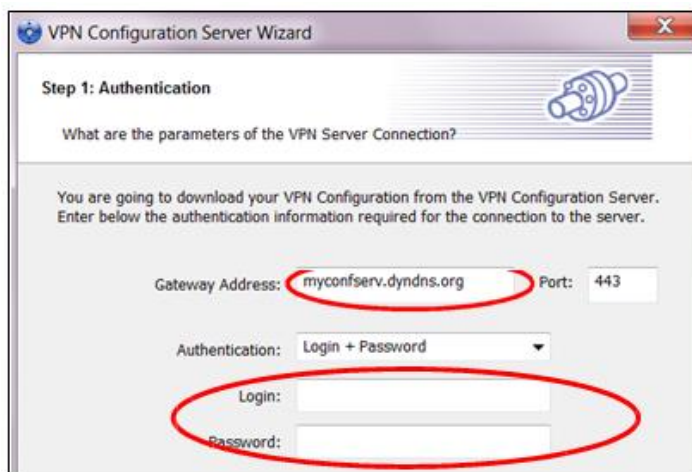 VPN Configuration Server Wizard
Step 1: Authentication
What are the parameters of the VPN Server Connection?
You are going to download your VPN Configuration from the VPN Configuration Server.
Enter below the authentication information required for the connection to the server.
Gateway Address: myconfserv.dyndns.org Port: 443
Authentication: Login + Password
Login:
Password: